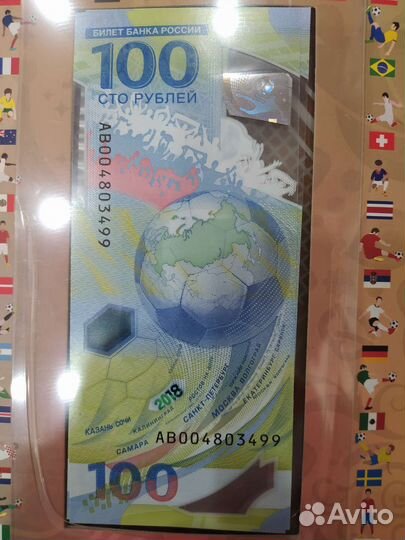 БИЛЕТ БАНКА РОССИИ
100
СТО РУБЛЕЙ
АВ004803499
2018
КАЗАНЬ СОЧИ
КАЛИНИНГРАД
САНКТ-ПЕТЕРБУРГ
МОСКВА ВОЛГОГРАД
ЕКАТЕРИНБУРГ
САМАРА
АВ004803499
100
Avito